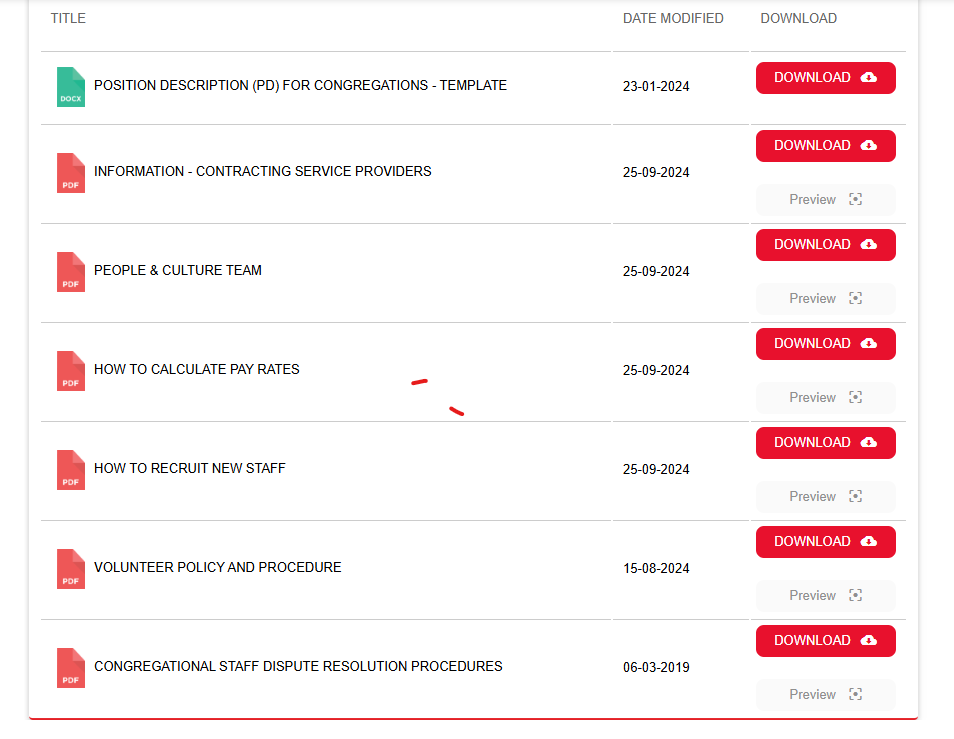 TITLE DATE MODIFIED DOWNLOAD
DOCX POSITION DESCRIPTION (PD) FOR CONGREGATIONS - TEMPLATE 23-01-2024 DOWNLOAD
PDF INFORMATION - CONTRACTING SERVICE PROVIDERS 25-09-2024 DOWNLOAD
Preview
PDF PEOPLE & CULTURE TEAM 25-09-2024 DOWNLOAD
Preview
PDF HOW TO CALCULATE PAY RATES 25-09-2024 DOWNLOAD
Preview
PDF HOW TO RECRUIT NEW STAFF 25-09-2024 DOWNLOAD
Preview
PDF VOLUNTEER POLICY AND PROCEDURE 15-08-2024 DOWNLOAD
Preview
PDF CONGREGATIONAL STAFF DISPUTE RESOLUTION PROCEDURES 06-03-2019 DOWNLOAD
Preview